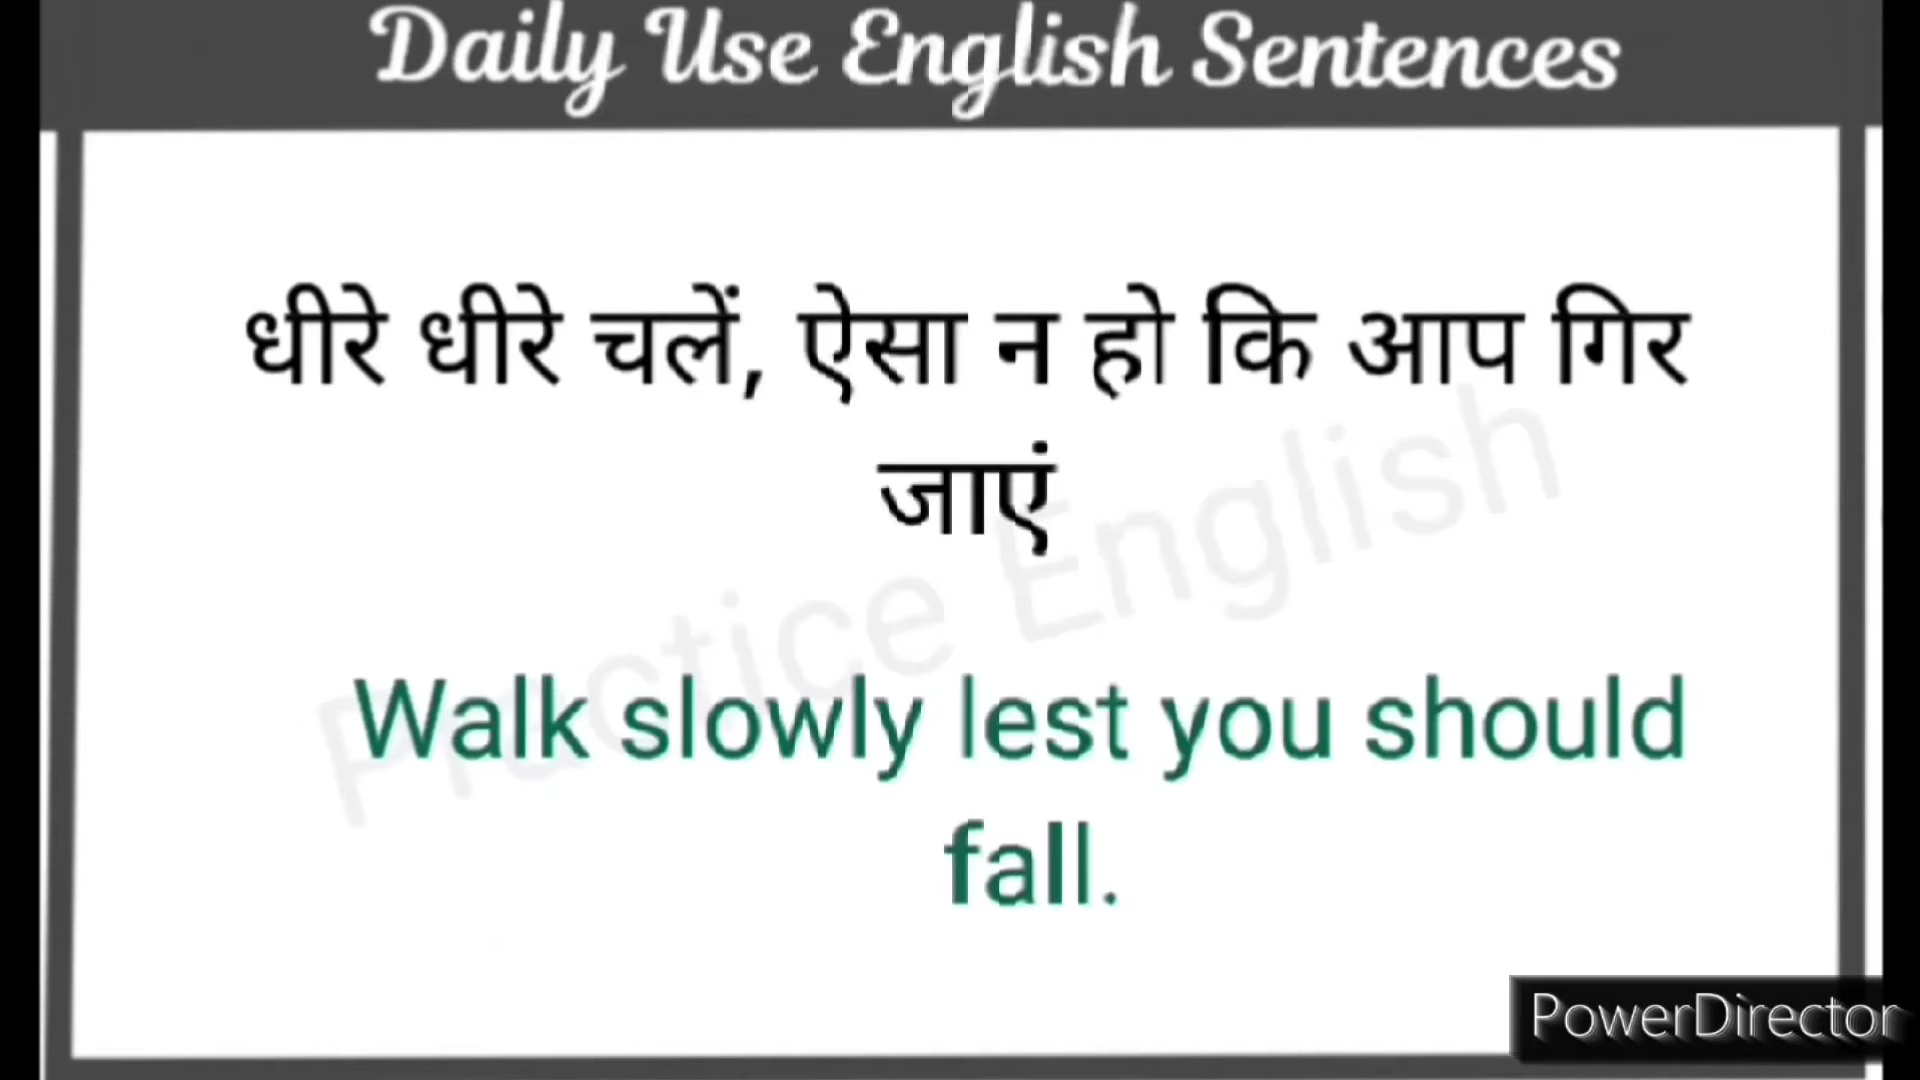 Daily Use English Sentences
धीरे धीरे चलें, ऐसा न हो कि आप गिर
जाएं
Practice English
Walk slowly lest you should
fall.
PowerDirector